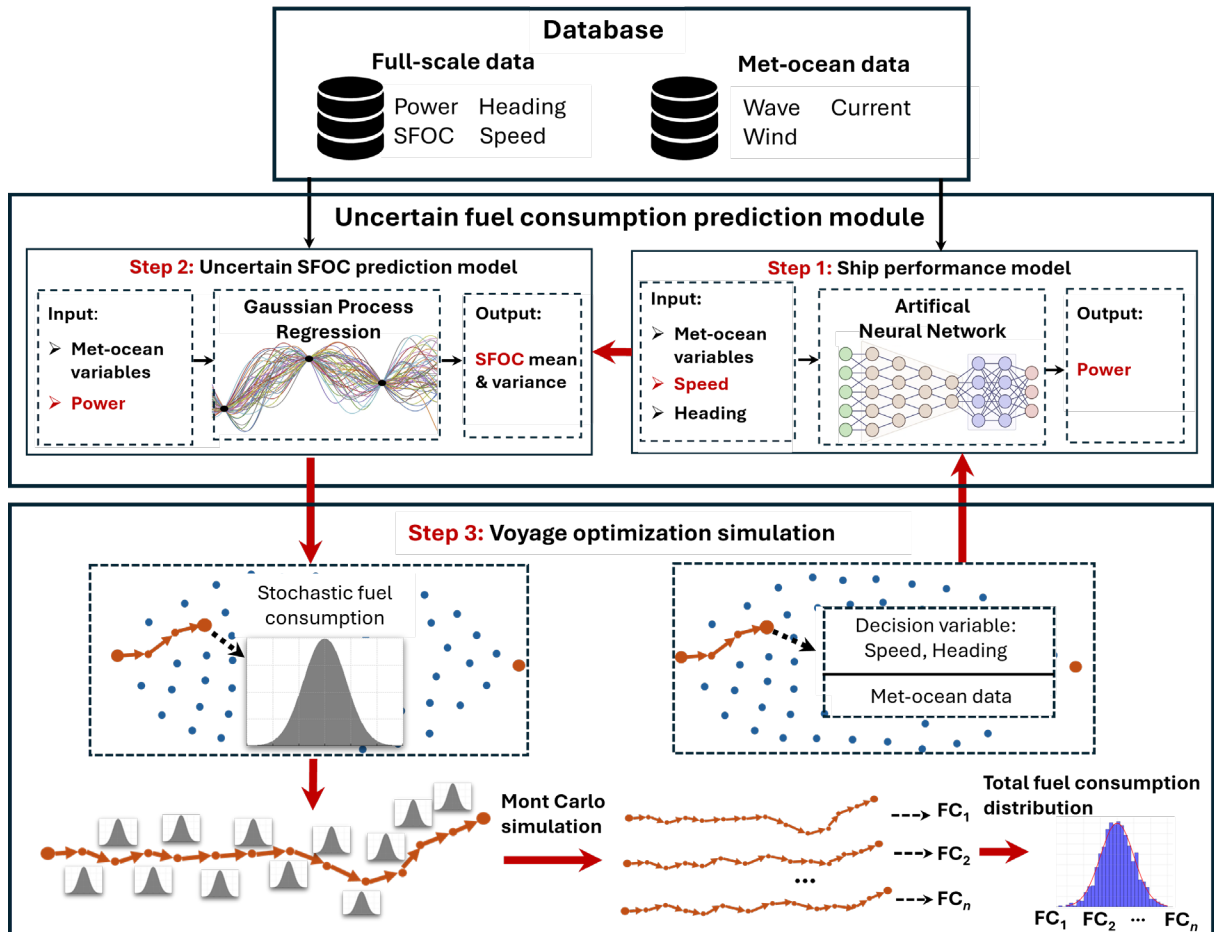 Database
Full-scale data
Power Heading
SFOC Speed
Met-ocean data
Wave Current
Wind
Uncertain fuel consumption prediction module
Step 2: Uncertain SFOC prediction model
Input:
Met-ocean
variables
Power
Gaussian Process
Regression
Output:
SFOC mean
& variance
Step 1: Ship performance model
Input:
Met-ocean
variables
Speed
Heading
Artifical
Neural Network
Output:
Power
Step 3: Voyage optimization simulation
Stochastic fuel
consumption
Decision variable:
Speed, Heading
Met-ocean data
Mont Carlo
simulation
FC1
FC2
...
FCn
Total fuel consumption
distribution
FC1 FC2 ... FCn